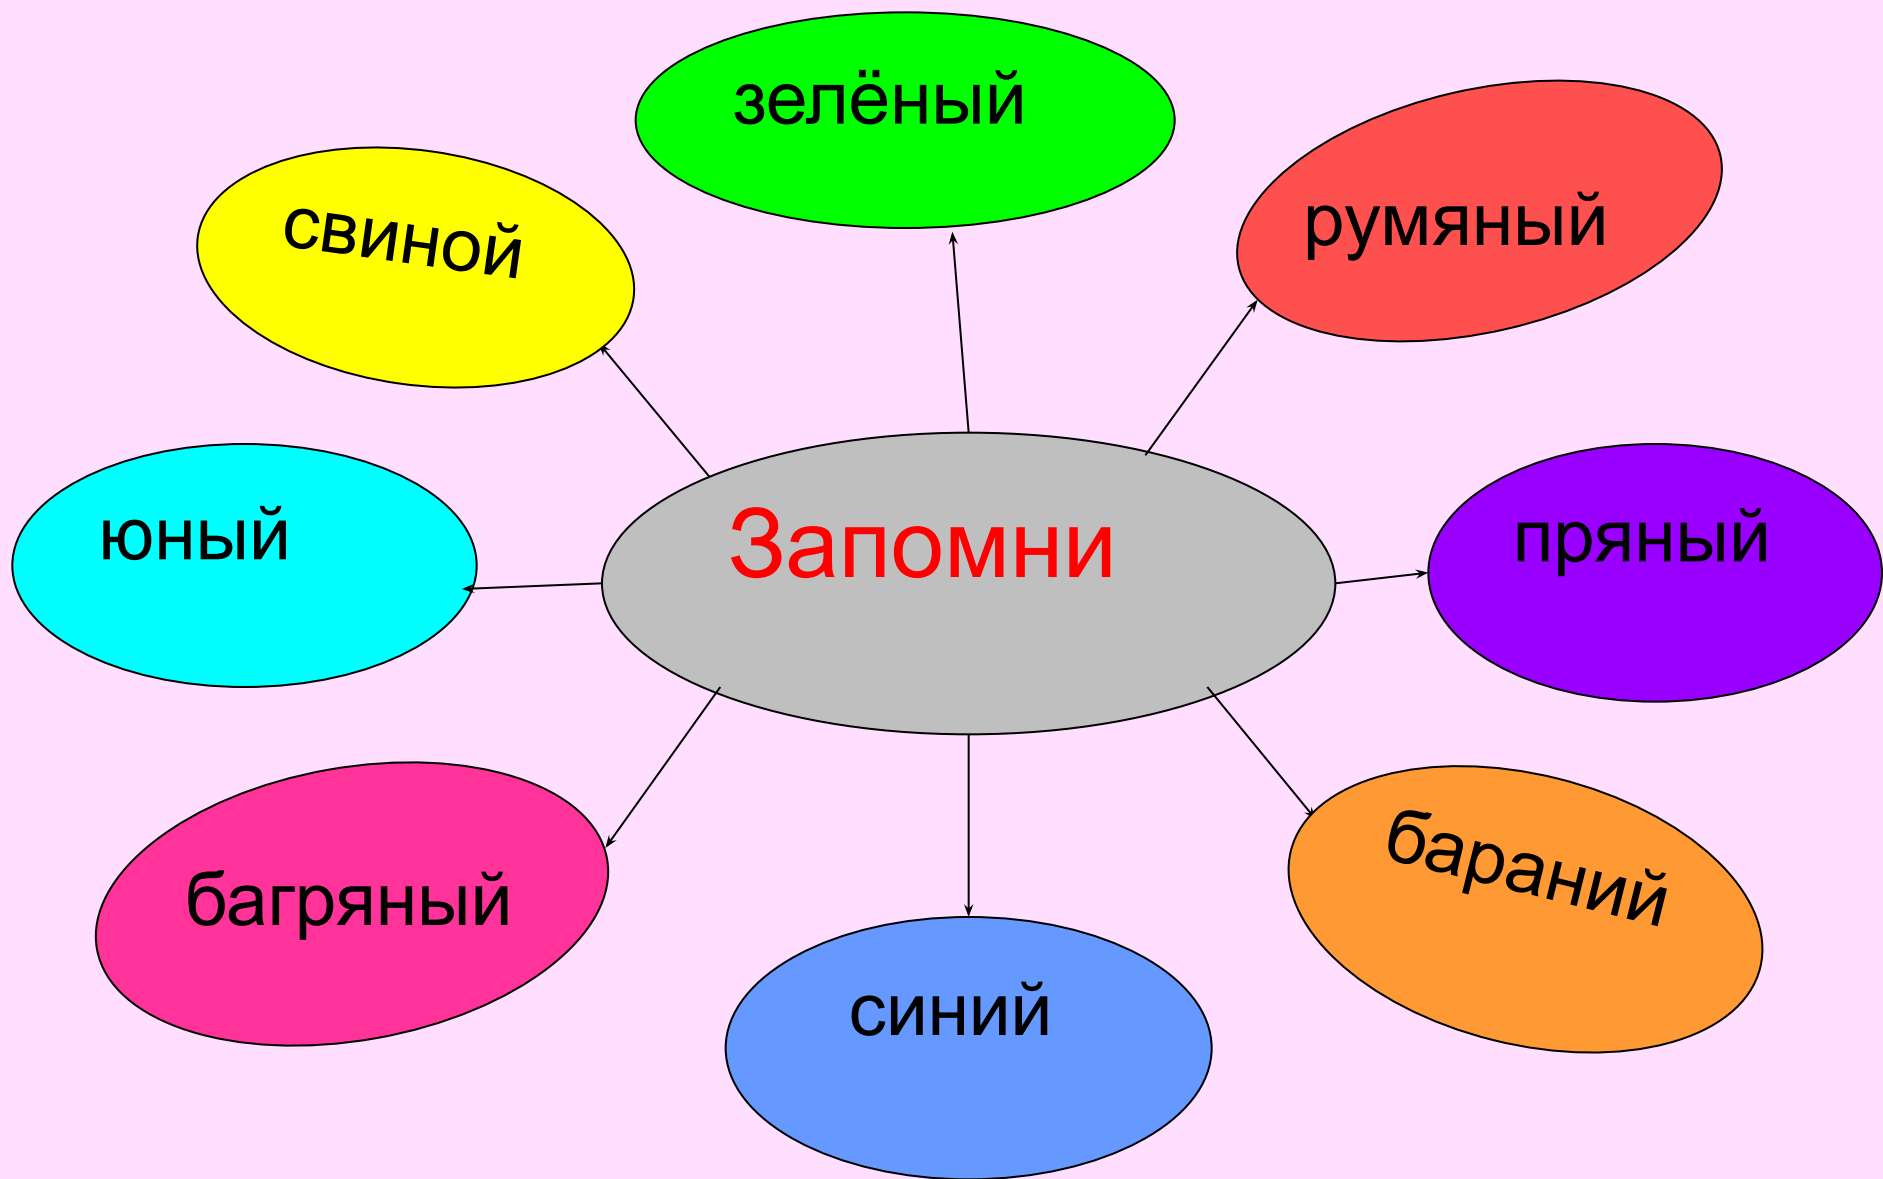 зелёный
румяный
свиной
Запомни
юный
пряный
багряный
бараний
синий